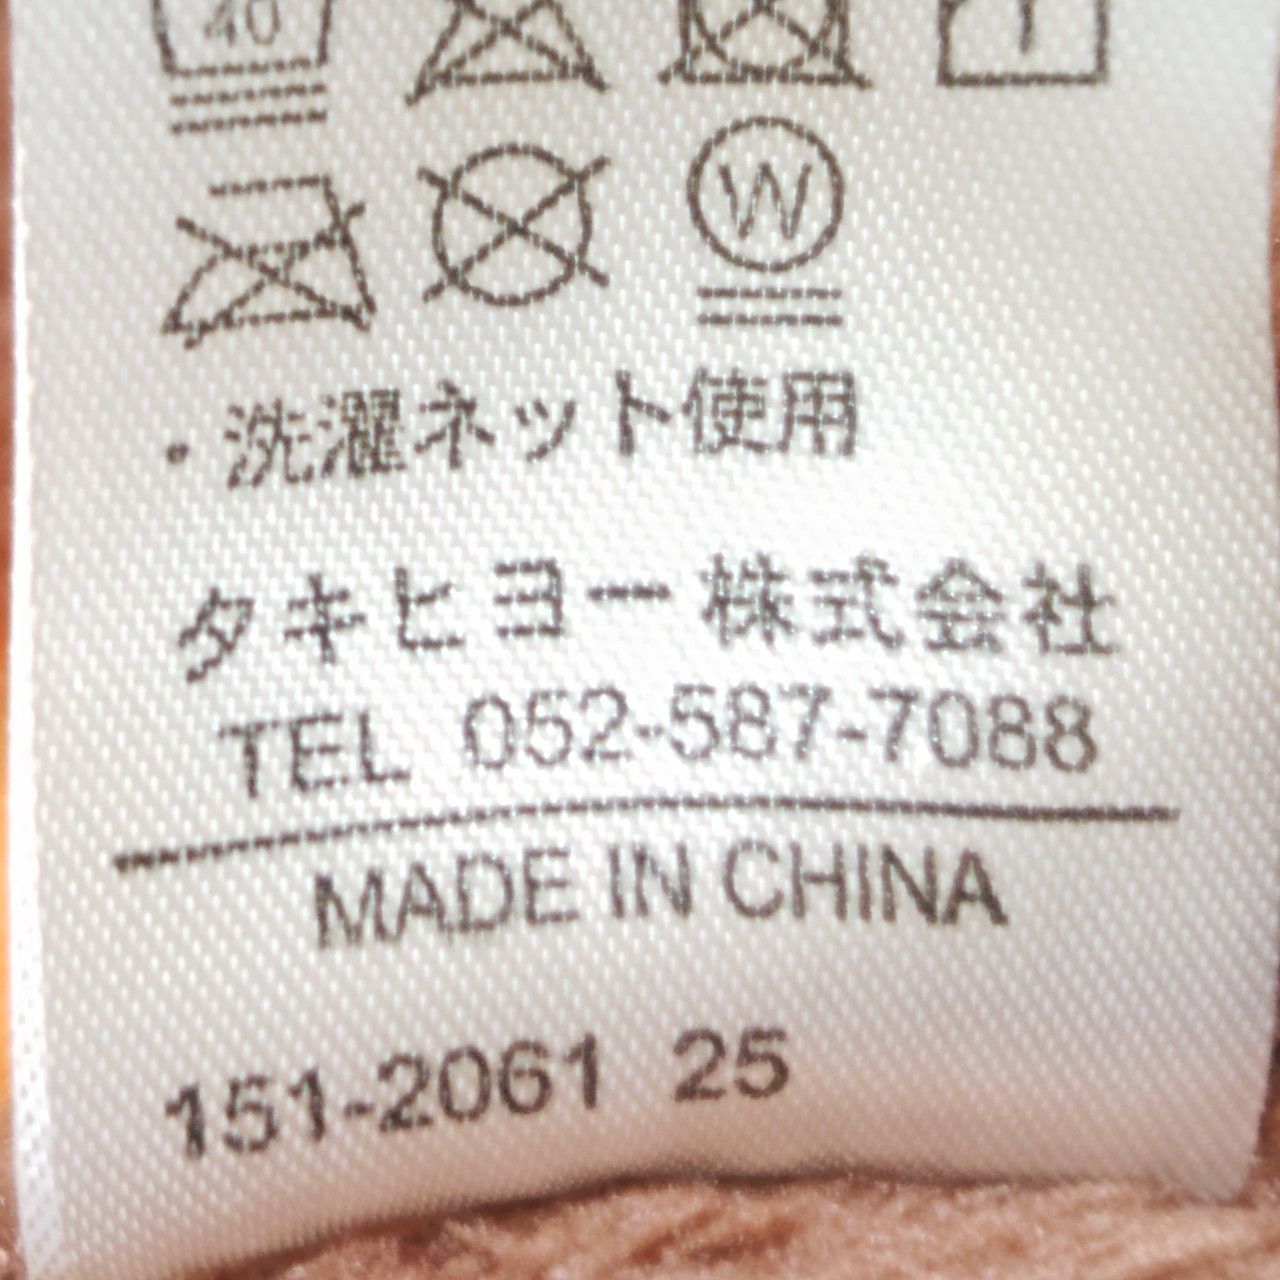 40
W
・洗濯ネット使用
タキヒヨー株式会社
TEL 052-587-7088
MADE IN CHINA
151-2061 25